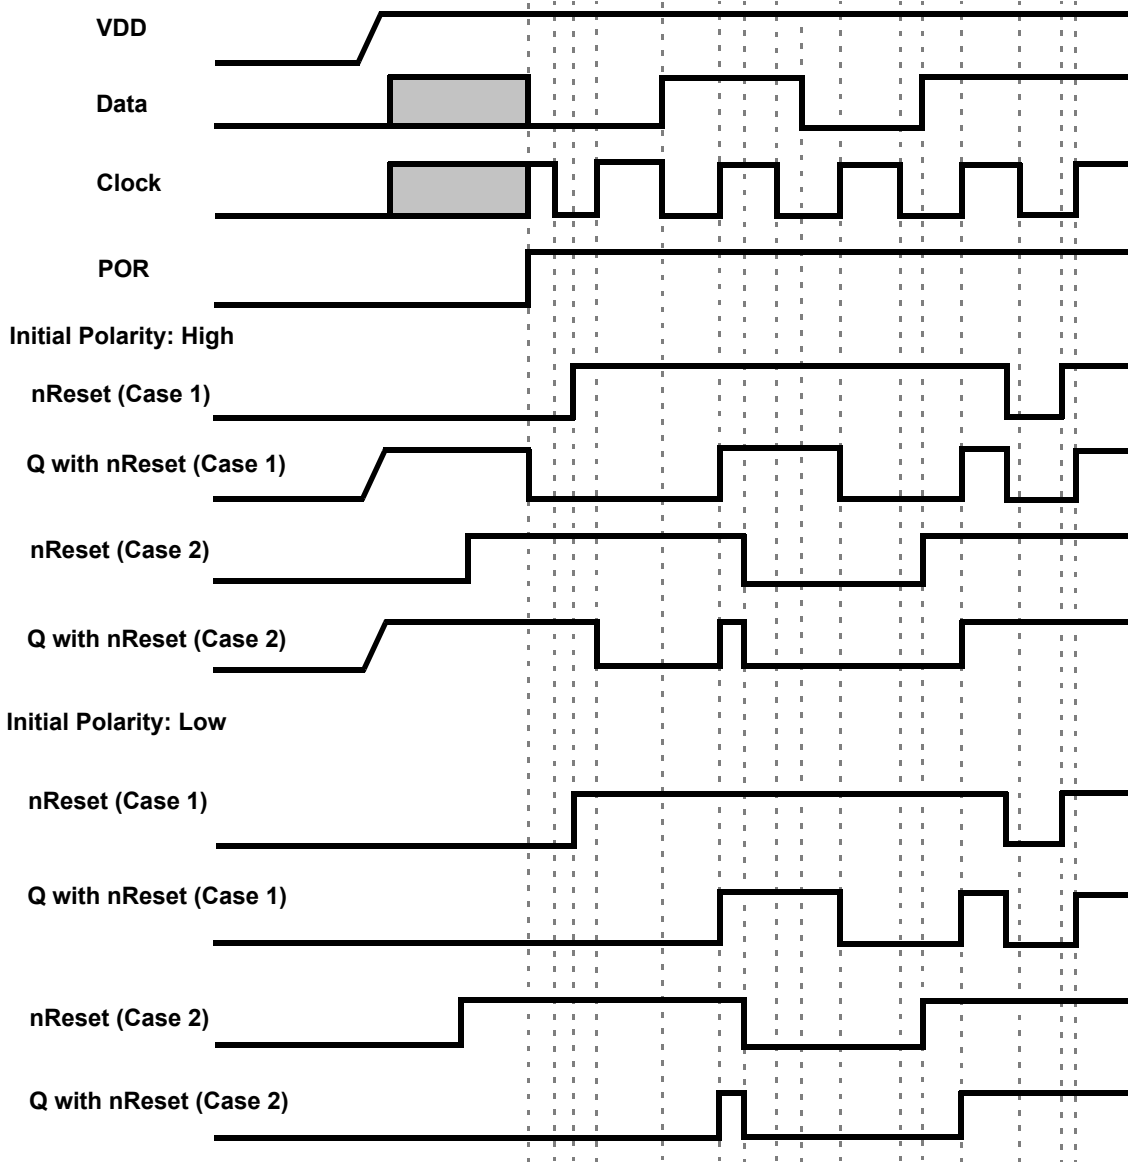 VDD
Data
Clock
POR
Initial Polarity: High
nReset (Case 1)
Q with nReset (Case 1)
nReset (Case 2)
Q with nReset (Case 2)
Initial Polarity: Low
nReset (Case 1)
Q with nReset (Case 1)
nReset (Case 2)
Q with nReset (Case 2)